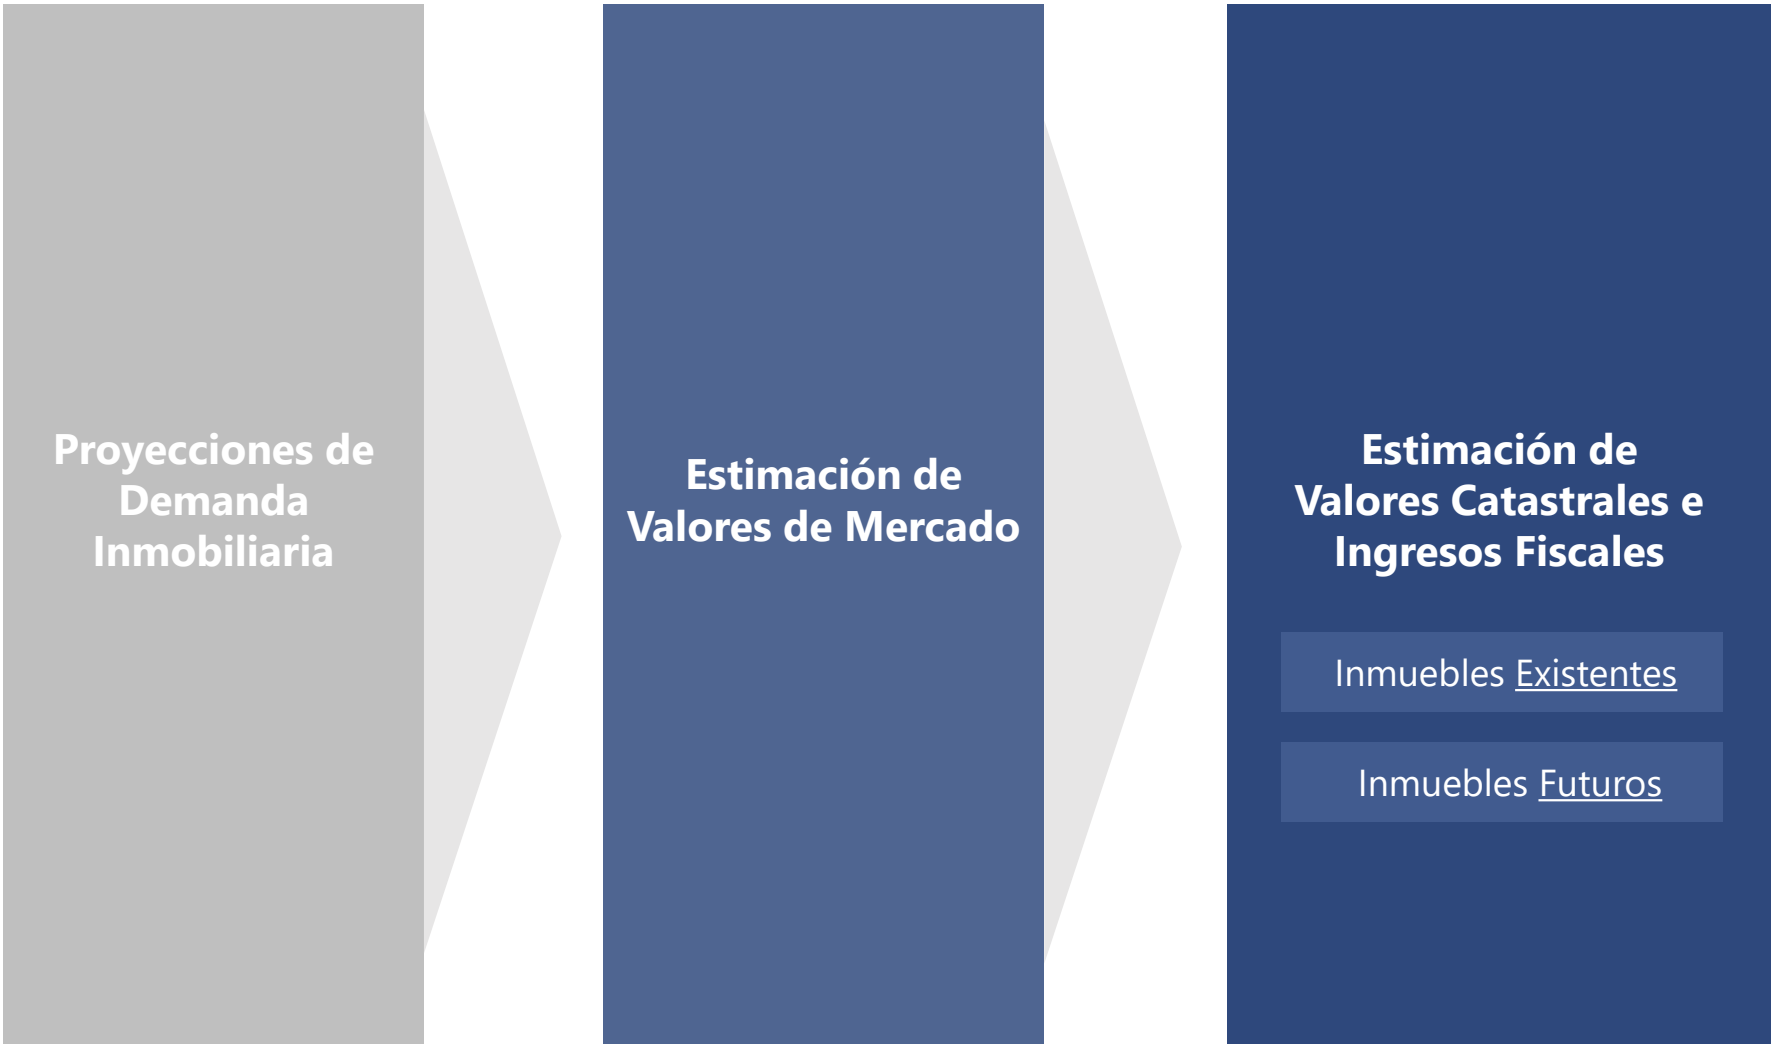 Proyecciones de
Demanda
Inmobiliaria
Estimación de
Valores de Mercado
Estimación de
Valores Catastrales e
Ingresos Fiscales
Inmuebles Existentes
Inmuebles Futuros